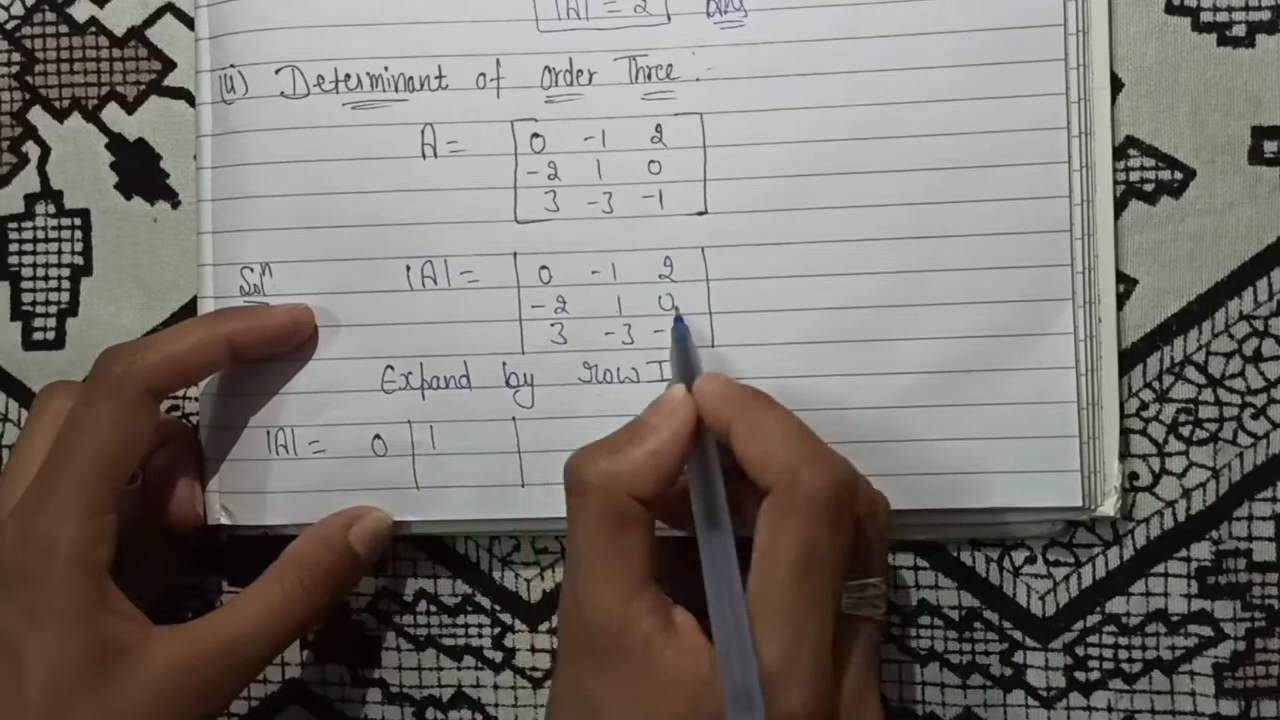 |A| = 2 Ans
(ii) Determinant of order Three :-
A = 0 -1 2
-2 1 0
3 -3 -1
Solⁿ |A| = 0 -1 2
-2 1 0
3 -3 -
Expand by row I
|A| = 0 | 1 |